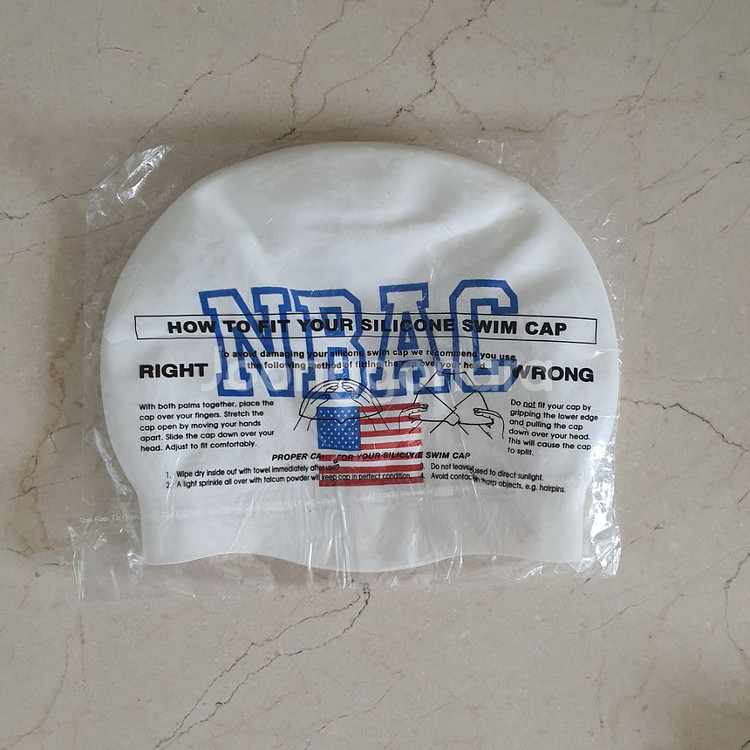 NBAC
HOW TO FIT YOUR SILICONE SWIM CAP
To avoid damaging your silicone swim cap we recommend you use
the following method of fitting the cap over your head.
RIGHT
WRONG
With both palms together, place the
cap over your fingers. Stretch the
cap open by moving your hands
apart. Slide the cap down over your
head. Adjust to fit comfortably.
Do not fit your cap by
gripping the lower edge
and pulling the cap
down over your head.
This will cause the cap
to split.
PROPER FOR YOUR SILICONE SWIM CAP
1. Wipe dry inside out with towel immediately after
2. A light sprinkle all over with talcum powder will keep cap in perfect condition.
3. Do not leave exposed to direct sunlight.
4. Avoid contact sharp objects, e.g. hairpins.